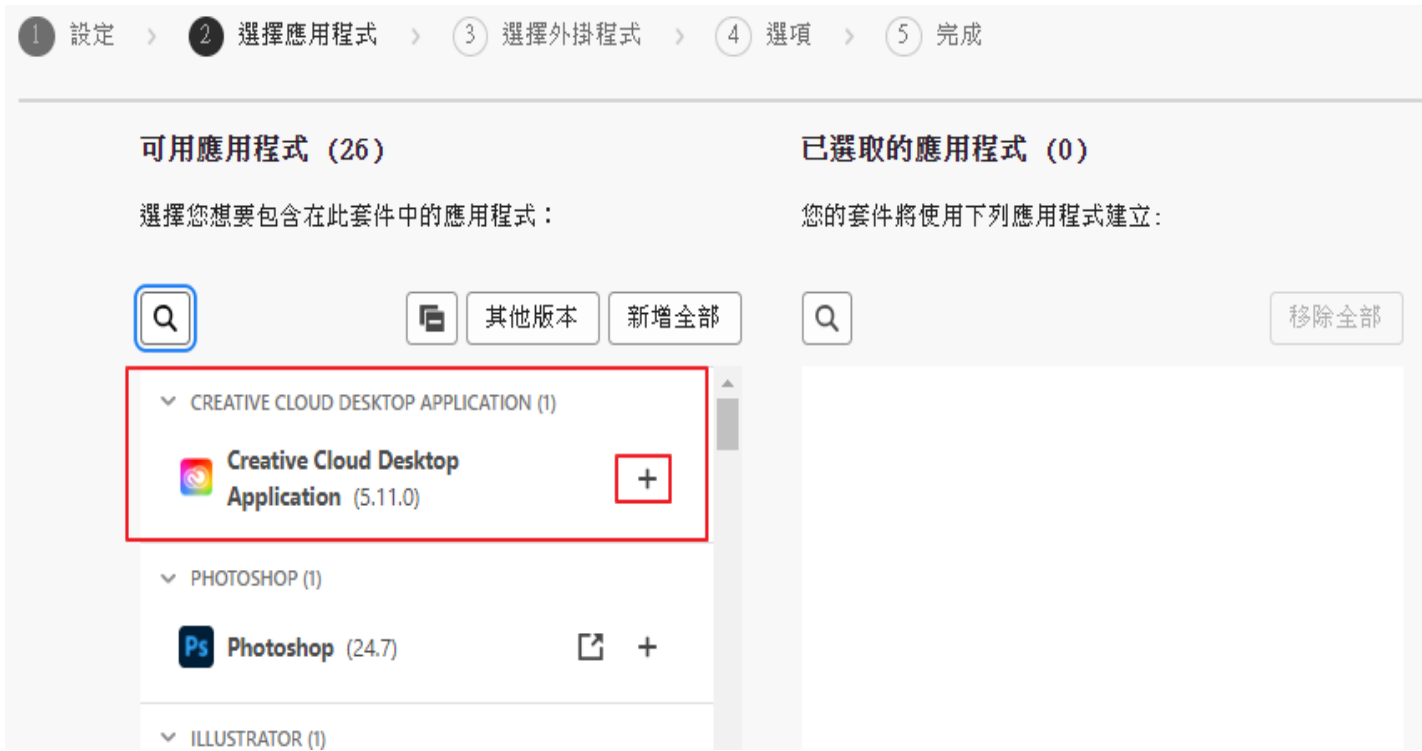 1 設定 > 2 選擇應用程式 > 3 選擇外掛程式 > 4 選項 > 5 完成
可用應用程式 (26)
選擇您想要包含在此套件中的應用程式：
其他版本 新增全部
CREATIVE CLOUD DESKTOP APPLICATION (1)
Creative Cloud Desktop
Application (5.11.0)
PHOTOSHOP (1)
Ps Photoshop (24.7)
ILLUSTRATOR (1)
已選取的應用程式 (0)
您的套件將使用下列應用程式建立:
移除全部